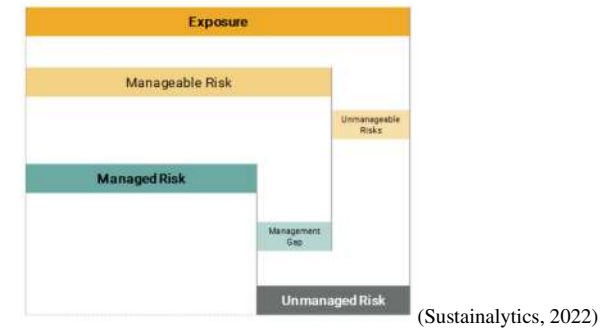 Exposure
Manageable Risk
Unmanageable
Risks
Managed Risk
Management
Gap
Unmanaged Risk
(Sustainalytics, 2022)